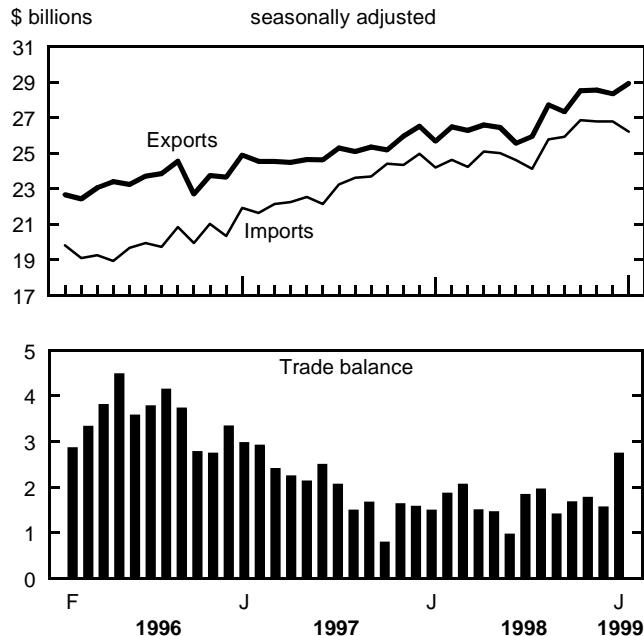 $ billions seasonally adjusted
31
29
27
25
23
21
19
17
Exports
Imports
5
4
3
2
1
0
Trade balance
F J J J
1996 1997 1998 1999